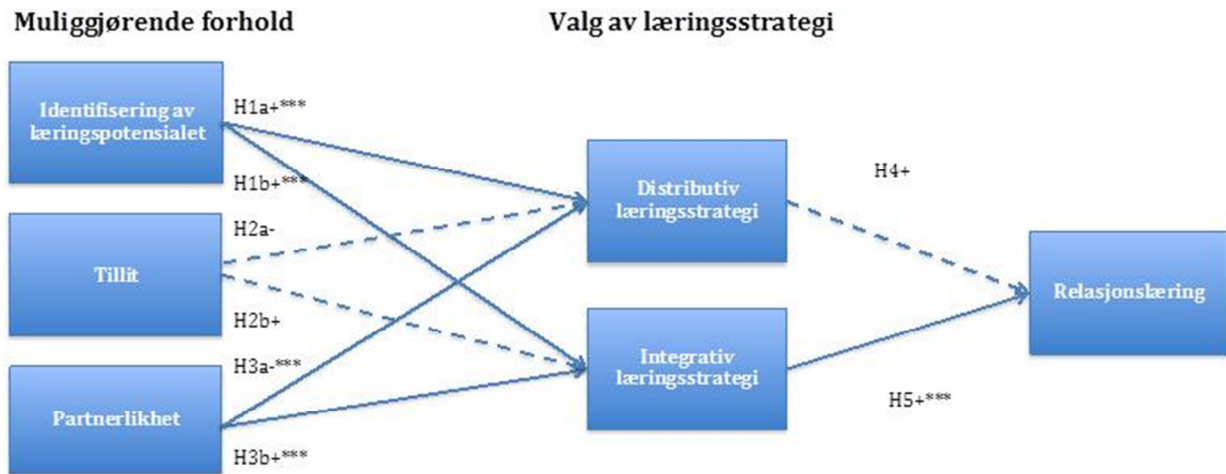 Muliggjørende forhold
Valg av læringsstrategi
Identifisering av
læringspotensialet
H1a+***
H1b+***
Tillit
H2a-
H2b+
Partnerlikhet
H3a-***
H3b+***
Distributiv
læringsstrategi
Integrativ
læringsstrategi
H4+
H5+***
Relasjonslæring